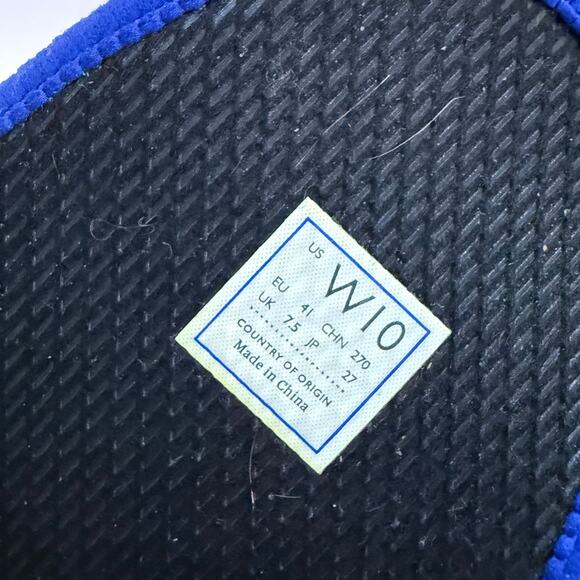 US W10
EU 41 CHN 270
UK 7.5 JP 27
COUNTRY OF ORIGIN
Made in China